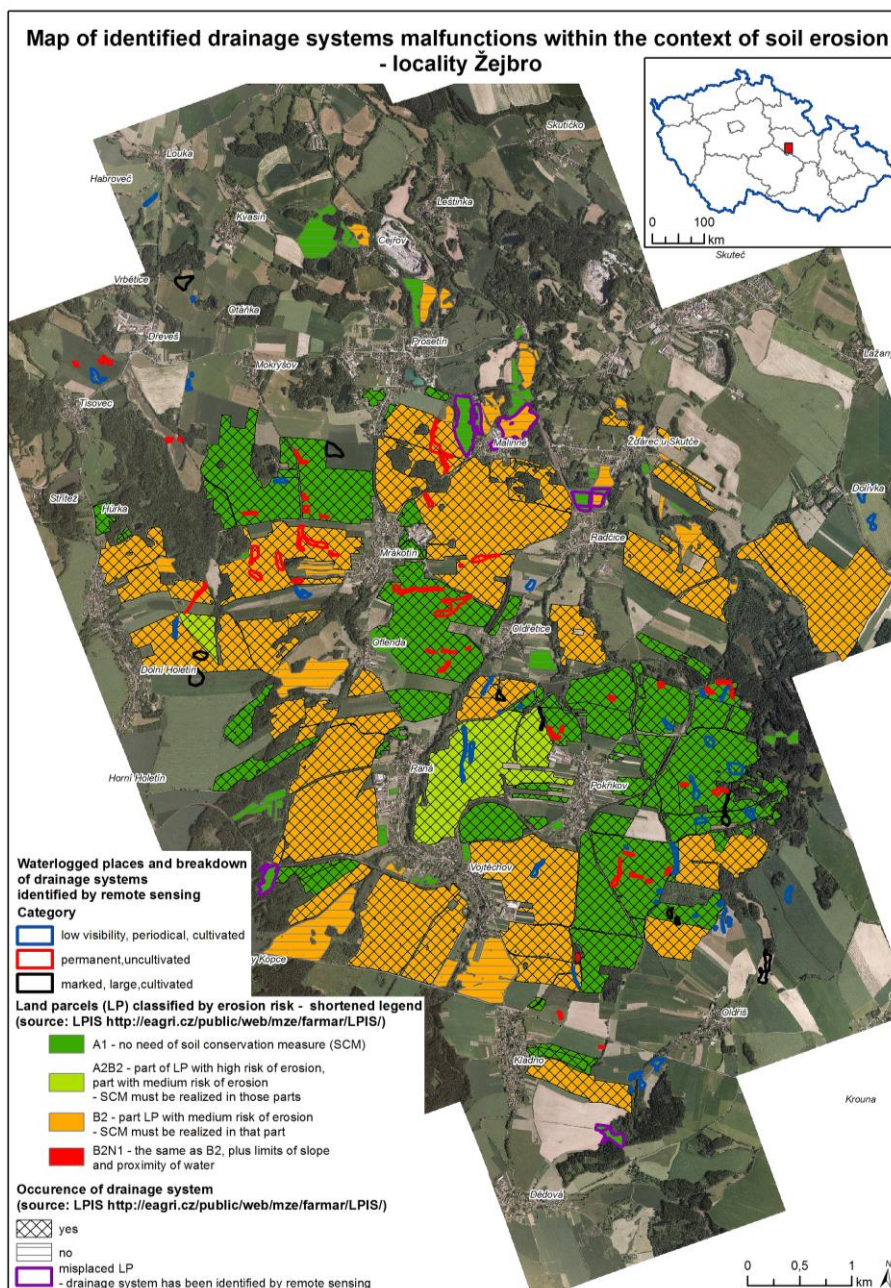 Map of identified drainage systems malfunctions within the context of soil erosion
- locality Žejbro
0 100
km
Skutíčko
Louka
Habroveč
Leštinka
Kvasín
Cejřov
Skuteč
Vrbětice
Otáňka
Dřeveš
Prosetín
Mokrýšov
Lažany
Tisovec
Malinné
Žďárec u Skutče
Střítež
Dolívka
Hůrka
Radčice
Mrákotín
Oldřetice
Oflenda
Dolní Holetín
Horní Holetín
Raná
Pokřikov
Vojtěchov
y Kopce
Oldřiš
Kladno
Krouna
Dědová
Waterlogged places and breakdown
of drainage systems
identified by remote sensing
Category
low visibility, periodical, cultivated
permanent,uncultivated
marked, large,cultivated
Land parcels (LP) classified by erosion risk - shortened legend
(source: LPIS http://eagri.cz/public/web/mze/farmar/LPIS/)
A1 - no need of soil conservation measure (SCM)
A2B2 - part of LP with high risk of erosion,
part with medium risk of erosion
- SCM must be realized in those parts
B2 - part LP with medium risk of erosion
- SCM must be realized in that part
B2N1 - the same as B2, plus limits of slope
and proximity of water
Occurence of drainage system
(source: LPIS http://eagri.cz/public/web/mze/farmar/LPIS/)
yes
no
misplaced LP
- drainage system has been identified by remote sensing
0 0,5 1
km